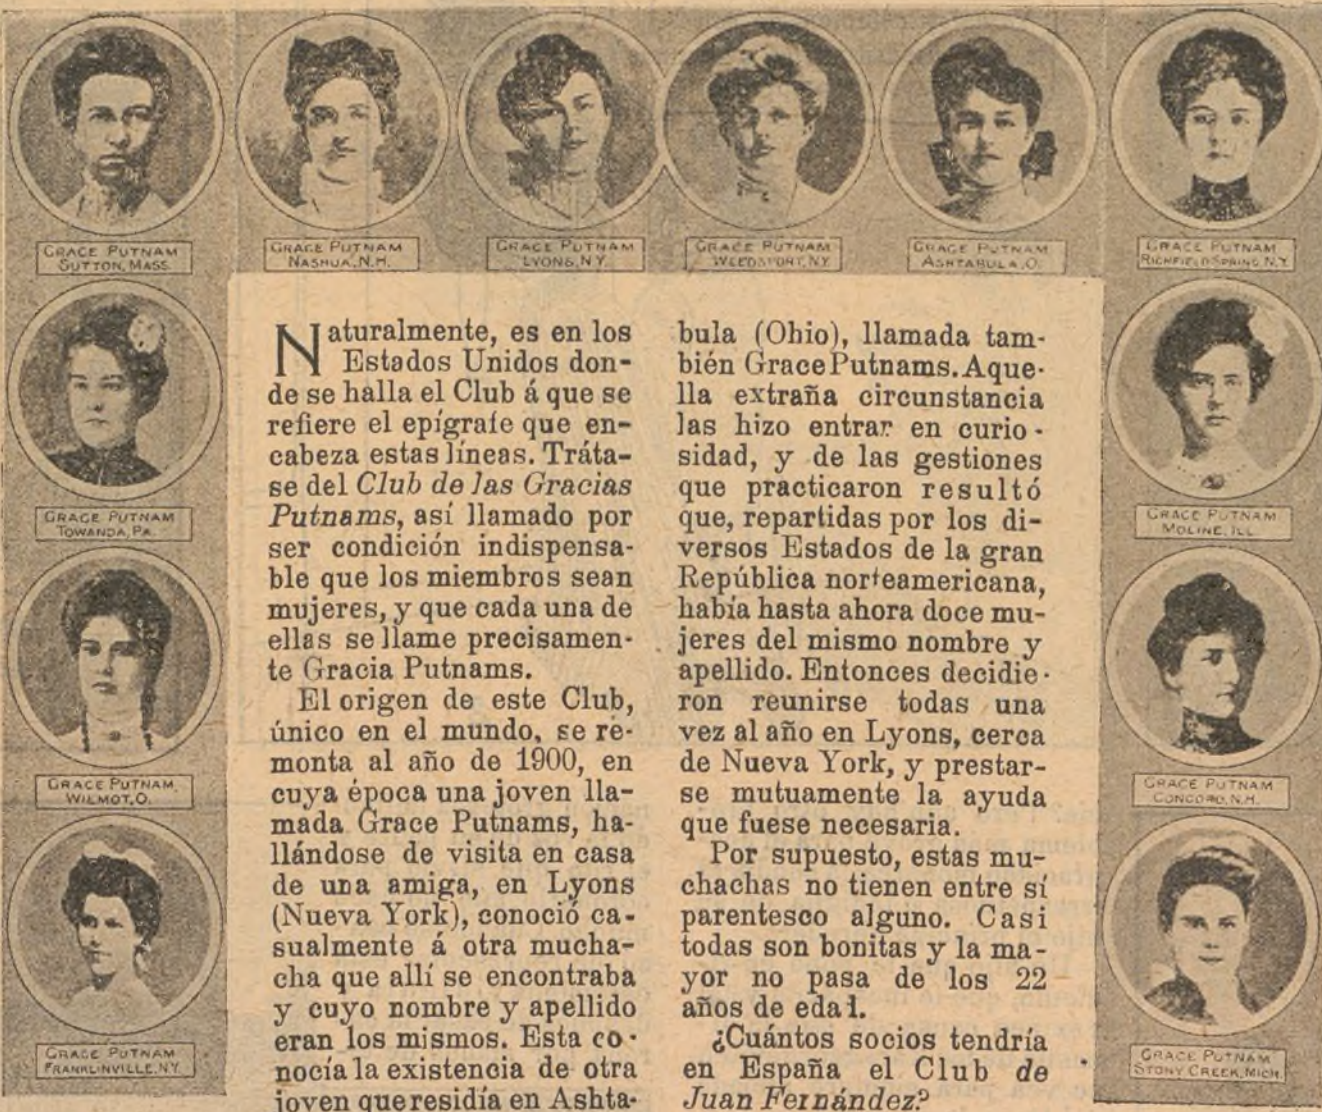 GRACE PUTNAM
SUTTON, MASS.
GRACE PUTNAM
NASHUA, N.H.
GRACE PUTNAM
LYONS, N.Y.
GRACE PUTNAM
WEEDSPORT, N.Y.
GRACE PUTNAM
ASHTABULA, O.
GRACE PUTNAM
RICHFIELD SPRING, N.Y.
GRACE PUTNAM
TOWANDA, PA.
GRACE PUTNAM,
WILMOT, O.
GRACE PUTNAM
FRANKLINVILLE, N.Y.
Naturalmente, es en los
Estados Unidos don-
de se halla el Club á que se
refiere el epígrafe que en-
cabeza estas líneas. Tráta-
se del Club de las Gracias
Putnams, así llamado por
ser condición indispensa-
ble que los miembros sean
mujeres, y que cada una de
ellas se llame precisamen-
te Gracia Putnams.
El origen de este Club,
único en el mundo, se re-
monta al año de 1900, en
cuya época una joven lla-
mada Grace Putnams, ha-
llándose de visita en casa
de una amiga, en Lyons
(Nueva York), conoció ca-
sualmente á otra mucha-
cha que allí se encontraba
y cuyo nombre y apellido
eran los mismos. Esta co-
nocía la existencia de otra
joven que residía en Ashta-
bula (Ohio), llamada tam-
bién Grace Putnams. Aque-
lla extraña circunstancia
las hizo entrar en curio-
sidad, y de las gestiones
que practicaron resultó
que, repartidas por los di-
versos Estados de la gran
República norteamericana,
había hasta ahora doce mu-
jeres del mismo nombre y
apellido. Entonces decidie-
ron reunirse todas una
vez al año en Lyons, cerca
de Nueva York, y prestar-
se mutuamente la ayuda
que fuese necesaria.
Por supuesto, estas mu-
chachas no tienen entre sí
parentesco alguno. Casi
todas son bonitas y la ma-
yor no pasa de los 22
años de edad.
¿Cuántos socios tendría
en España el Club de
Juan Fernández?
GRACE PUTNAM
MOLINE, ILL.
GRACE PUTNAM
CONCORD, N.H.
GRACE PUTNAM
STONY CREEK, MICH.